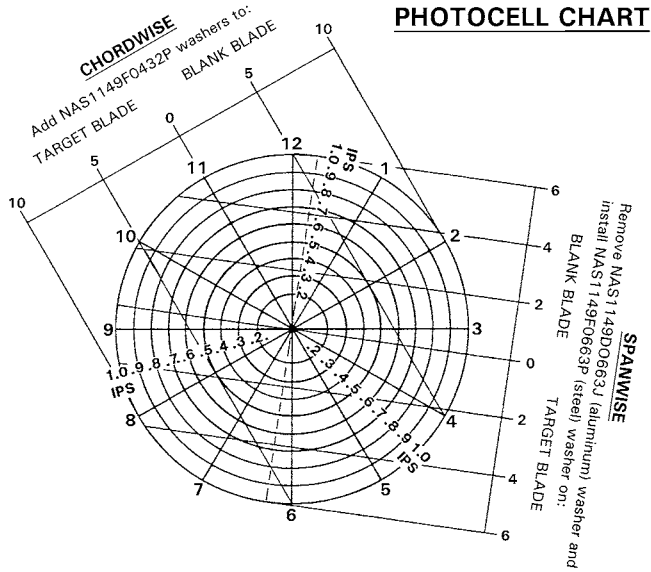 PHOTOCELL CHART
CHORDWISE
Add NAS1149F0432P washers to:
TARGET BLADE BLANK BLADE
10 5 0 5 10
12
1
2
3
4
5
6
7
8
9
10
11
IPS
1.0 .9 .8 .7 .6 .5 .4 .3 .2
.2 .3 .4 .5 .6 .7 .8 .9 1.0
IPS
1.0 .9 .8 .7 .6 .5 .4 .3 .2
IPS
6
4
2
0
2
4
6
SPANWISE
Remove NAS1149D0663J (aluminum) washer and
install NAS1149F0663P (steel) washer on:
BLANK BLADE TARGET BLADE